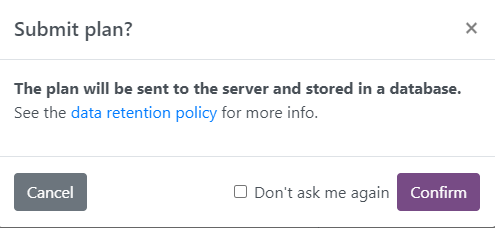 Submit plan?
×
The plan will be sent to the server and stored in a database.
See the data retention policy for more info.
Cancel
Don't ask me again
Confirm